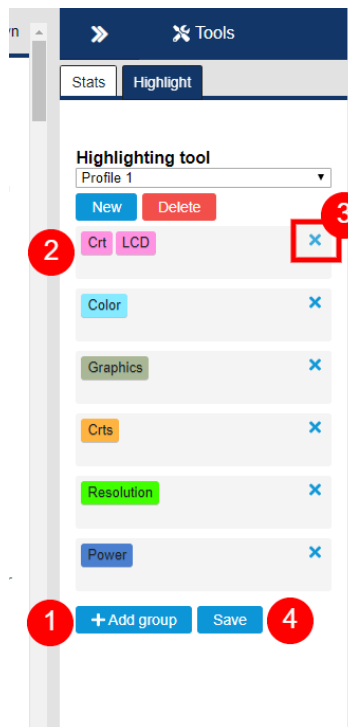 n
Tools
Stats Highlight
Highlighting tool
Profile 1
New Delete
3
2
Crt LCD
Color
Graphics
Crts
Resolution
Power
1
Add group Save
4